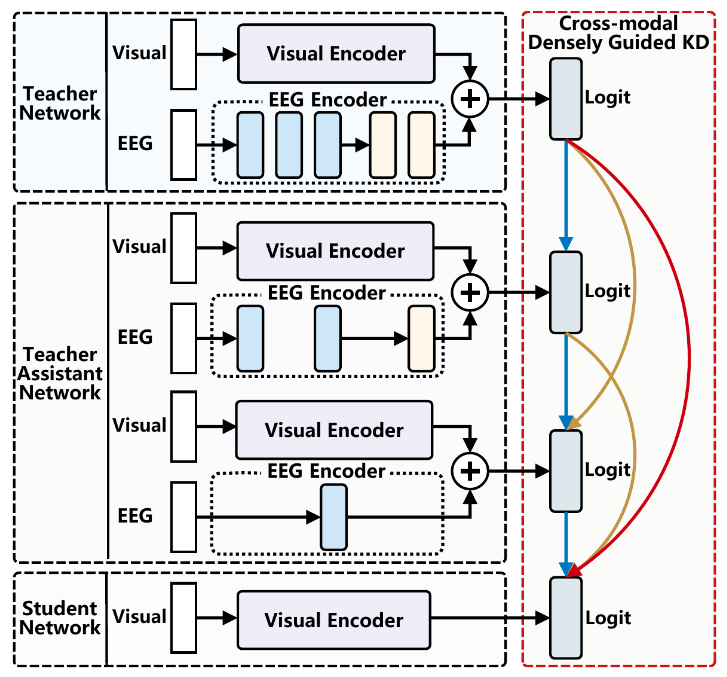 Cross-modal
Densely Guided KD
Teacher
Network
Visual
Visual Encoder
EEG Encoder
EEG
Logit
Teacher
Assistant
Network
Visual
Visual Encoder
EEG Encoder
EEG
Logit
Visual
Visual Encoder
EEG Encoder
EEG
Logit
Student
Network
Visual
Visual Encoder
Logit